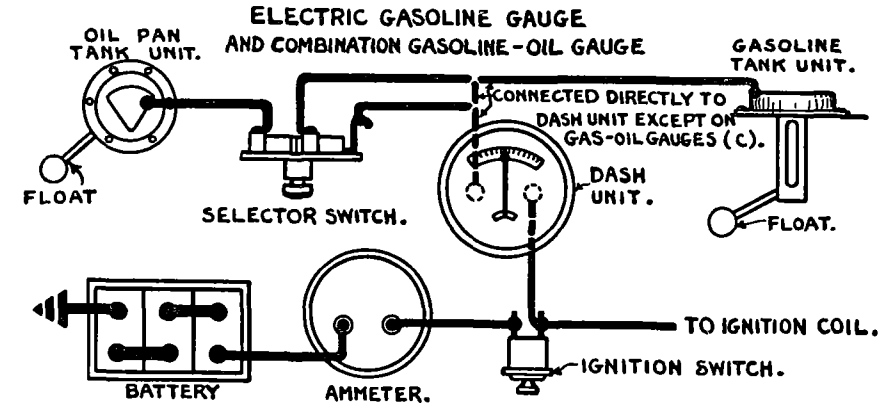 ELECTRIC GASOLINE GAUGE
AND COMBINATION GASOLINE-OIL GAUGE
OIL PAN
TANK UNIT.
GASOLINE
TANK UNIT.
CONNECTED DIRECTLY TO
DASH UNIT EXCEPT ON
GAS-OIL GAUGES (C).
FLOAT
SELECTOR SWITCH.
DASH
UNIT.
FLOAT.
TO IGNITION COIL.
IGNITION SWITCH.
BATTERY
AMMETER.